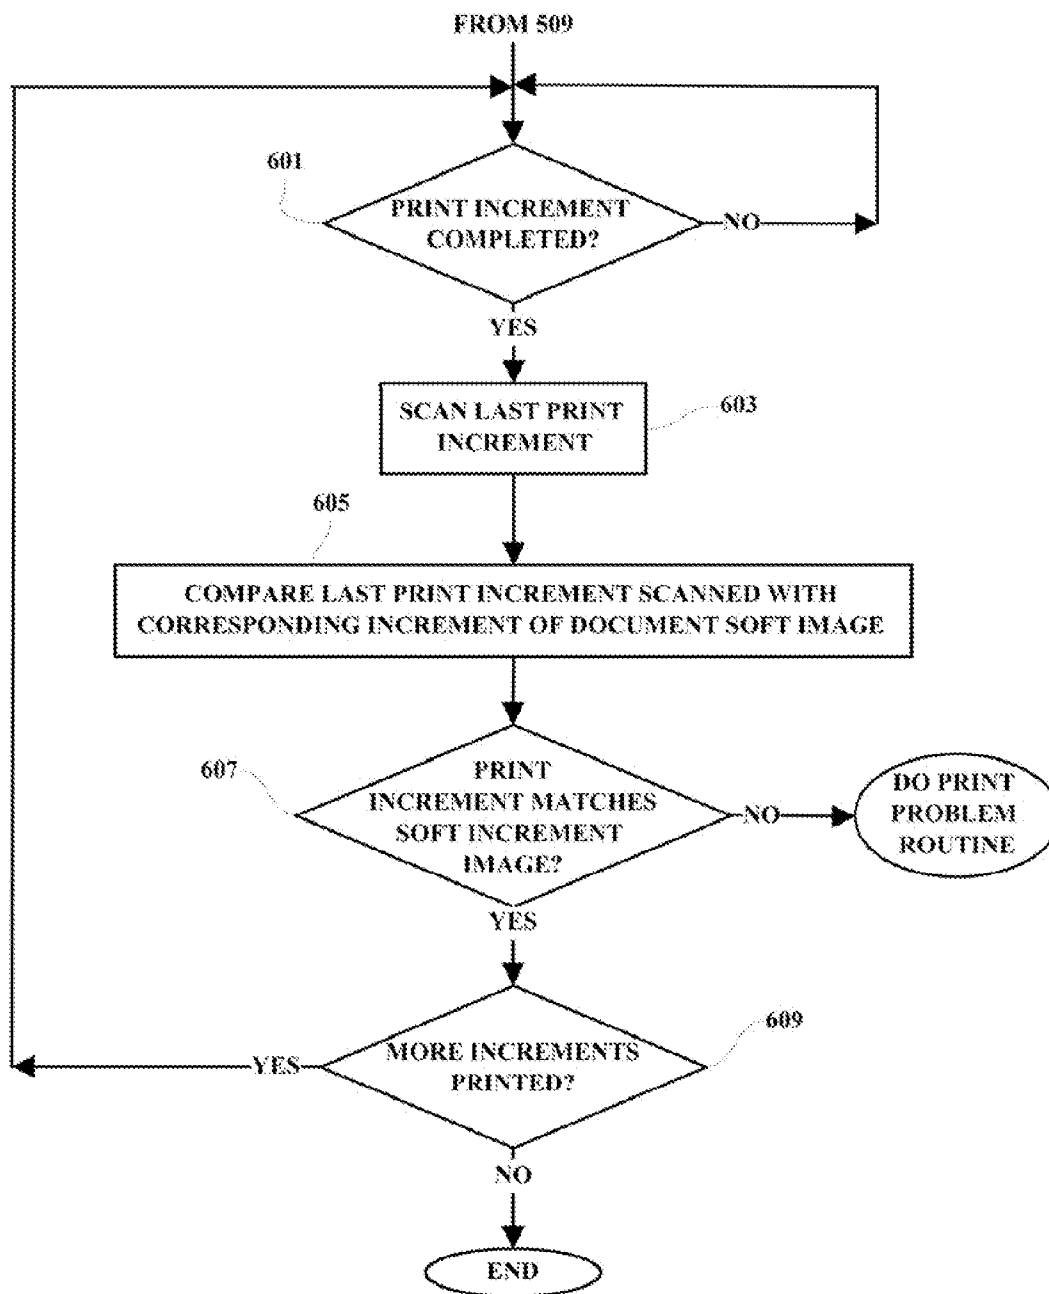 FROM 509
601
PRINT INCREMENT
COMPLETED?
NO
YES
SCAN LAST PRINT
INCREMENT
603
605
COMPARE LAST PRINT INCREMENT SCANNED WITH
CORRESPONDING INCREMENT OF DOCUMENT SOFT IMAGE
607
PRINT
INCREMENT MATCHES
SOFT INCREMENT
IMAGE?
NO
DO PRINT
PROBLEM
ROUTINE
YES
609
MORE INCREMENTS
PRINTED?
YES
NO
END